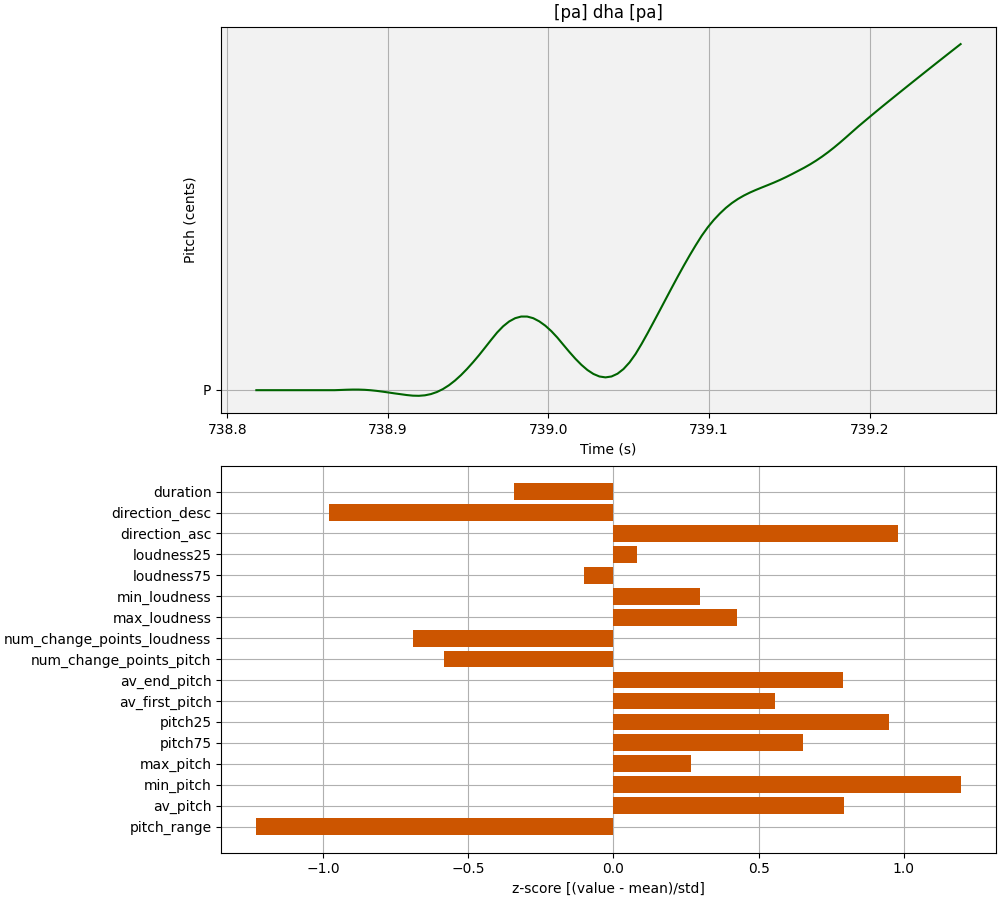 [pa] dha [pa]
Pitch (cents)
P
738.8 738.9 739.0 739.1 739.2
Time (s)
duration
direction_desc
direction_asc
loudness25
loudness75
min_loudness
max_loudness
num_change_points_loudness
num_change_points_pitch
av_end_pitch
av_first_pitch
pitch25
pitch75
max_pitch
min_pitch
av_pitch
pitch_range
−1.0 −0.5 0.0 0.5 1.0
z-score [(value - mean)/std]